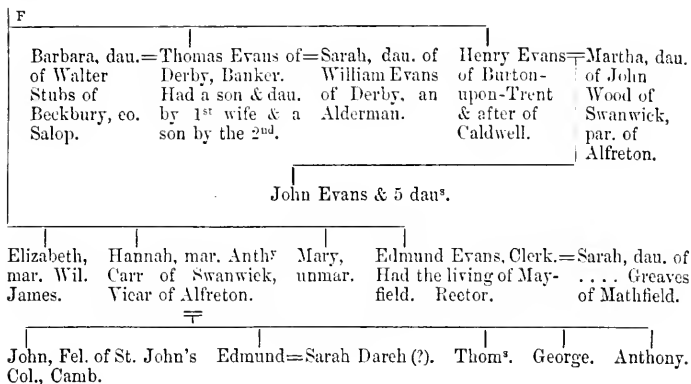 F
Barbara, dau.=Thomas Evans of=Sarah, dau. of Henry Evans=Martha, dau.
of Walter Derby, Banker. William Evans of Burton- of John
Stubs of Had a son & dau. of Derby, an upon-Trent Wood of
Beckbury, co. by 1st wife & a Alderman. & after of Swanwick,
Salop. son by the 2nd. Caldwell. par. of
Alfreton.
John Evans & 5 daus.
Elizabeth, Hannah, mar. Anthy Mary, Edmund Evans, Clerk.=Sarah, dau. of
mar. Wil. Carr of Swanwick, unmar. Had the living of May- .... Greaves
James. Vicar of Alfreton. field. Rector. of Mathfield.
John, Fel. of St. John's Edmund=Sarah Dareh (?). Thoms. George. Anthony.
Col., Camb.